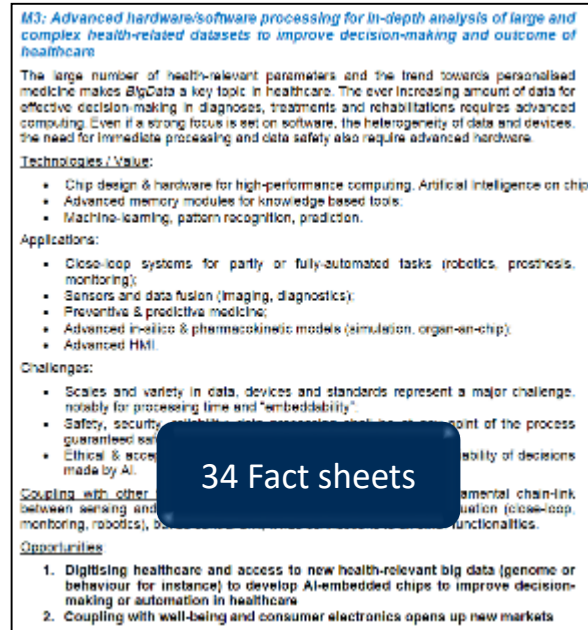 M3: Advanced hardware/software processing for in-depth analysis of large and
complex health-related datasets to improve decision-making and outcome of
healthcare
The large number of health-relevant parameters and the trend towards personalised
medicine makes BigData a key topic in healthcare. The ever increasing amount of data for
effective decision-making in diagnoses, treatments and rehabilitations requires advanced
computing. Even if a strong focus is set on software, the heterogeneity of data and devices,
the need for immediate processing and data safety also require advanced hardware.
Technologies / Value:
• Chip design & hardware for high-performance computing, Artificial Intelligence on chip
• Advanced memory modules for knowledge based tools;
• Machine-learning, pattern recognition, prediction.
Applications:
• Close-loop systems for partly or fully-automated tasks (robotics, prosthesis,
monitoring);
• Sensors and data fusion (imaging, diagnostics);
• Preventive & predictive medicine;
• Advanced in-silico & pharmacokinetic models (simulation, organ-on-chip);
• Advanced HMI.
Challenges:
• Scales and variety in data, devices and standards represent a major challenge,
notably for processing time and "embeddability".
• Safety, security, point of the process
guaranteed
• Ethical & of decisions
made by AI.
34 Fact sheets
Coupling with other chain-link
between sensing and (close-loop,
monitoring, robotics),
Opportunities
1. Digitising healthcare and access to new health-relevant big data (genome or
behaviour for instance) to develop AI-embedded chips to improve decision-
making or automation in healthcare
2. Coupling with well-being and consumer electronics opens up new markets